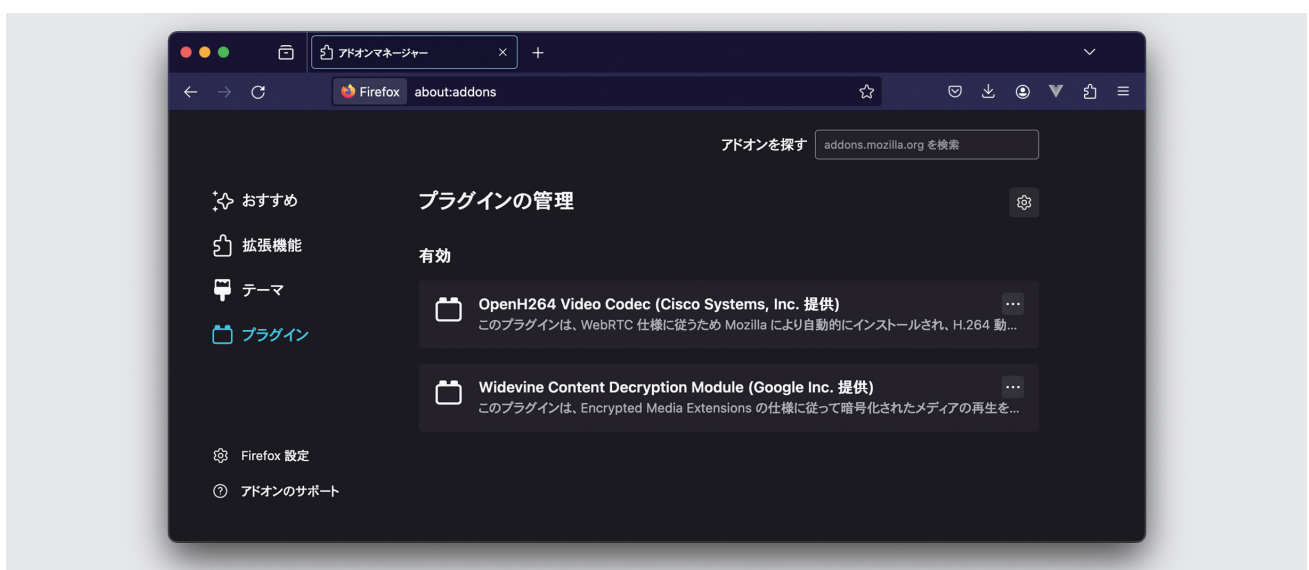 アドオンマネージャー
Firefox about:addons
アドオンを探す addons.mozilla.org を検索
おすすめ
拡張機能
テーマ
プラグイン
Firefox 設定
アドオンのサポート
プラグインの管理
有効
OpenH264 Video Codec (Cisco Systems, Inc. 提供)
このプラグインは、WebRTC 仕様に従うため Mozilla により自動的にインストールされ、H.264 動...
Widevine Content Decryption Module (Google Inc. 提供)
このプラグインは、Encrypted Media Extensions の仕様に従って暗号化されたメディアの再生を...